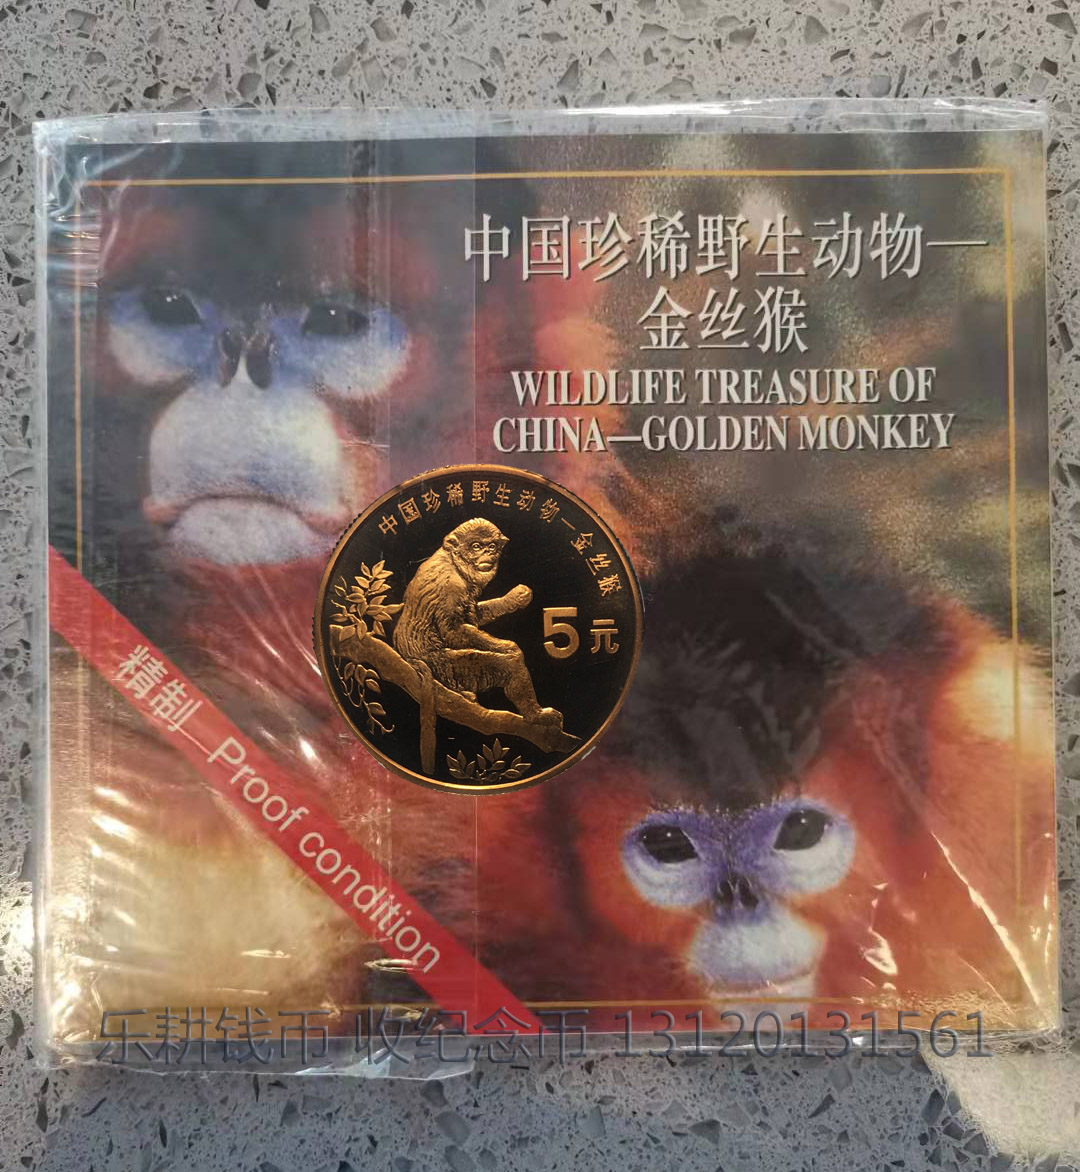 中国珍稀野生动物—
金丝猴
WILDLIFE TREASURE OF
CHINA—GOLDEN MONKEY
中国珍稀野生动物—金丝猴
5元
精制 Proof condition
乐耕钱币 收纪念币 13120131561